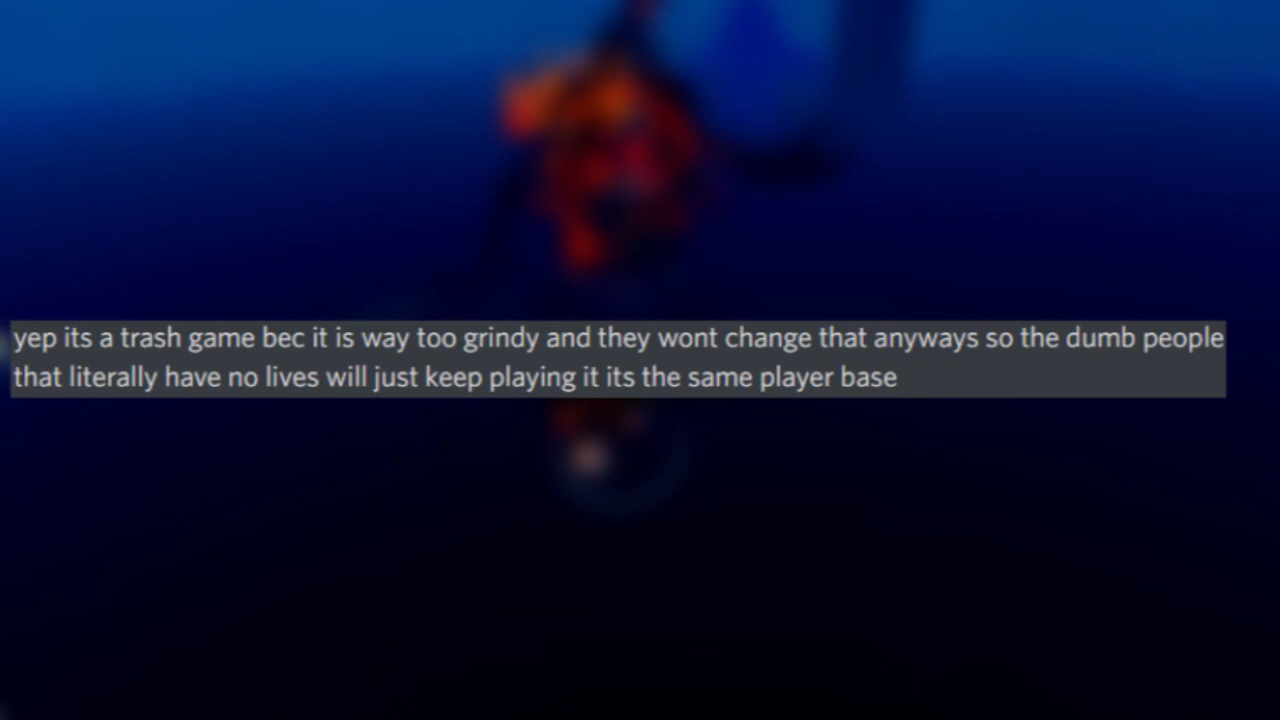 yep its a trash game bec it is way too grindy and they wont change that anyways so the dumb people
that literally have no lives will just keep playing it its the same player base